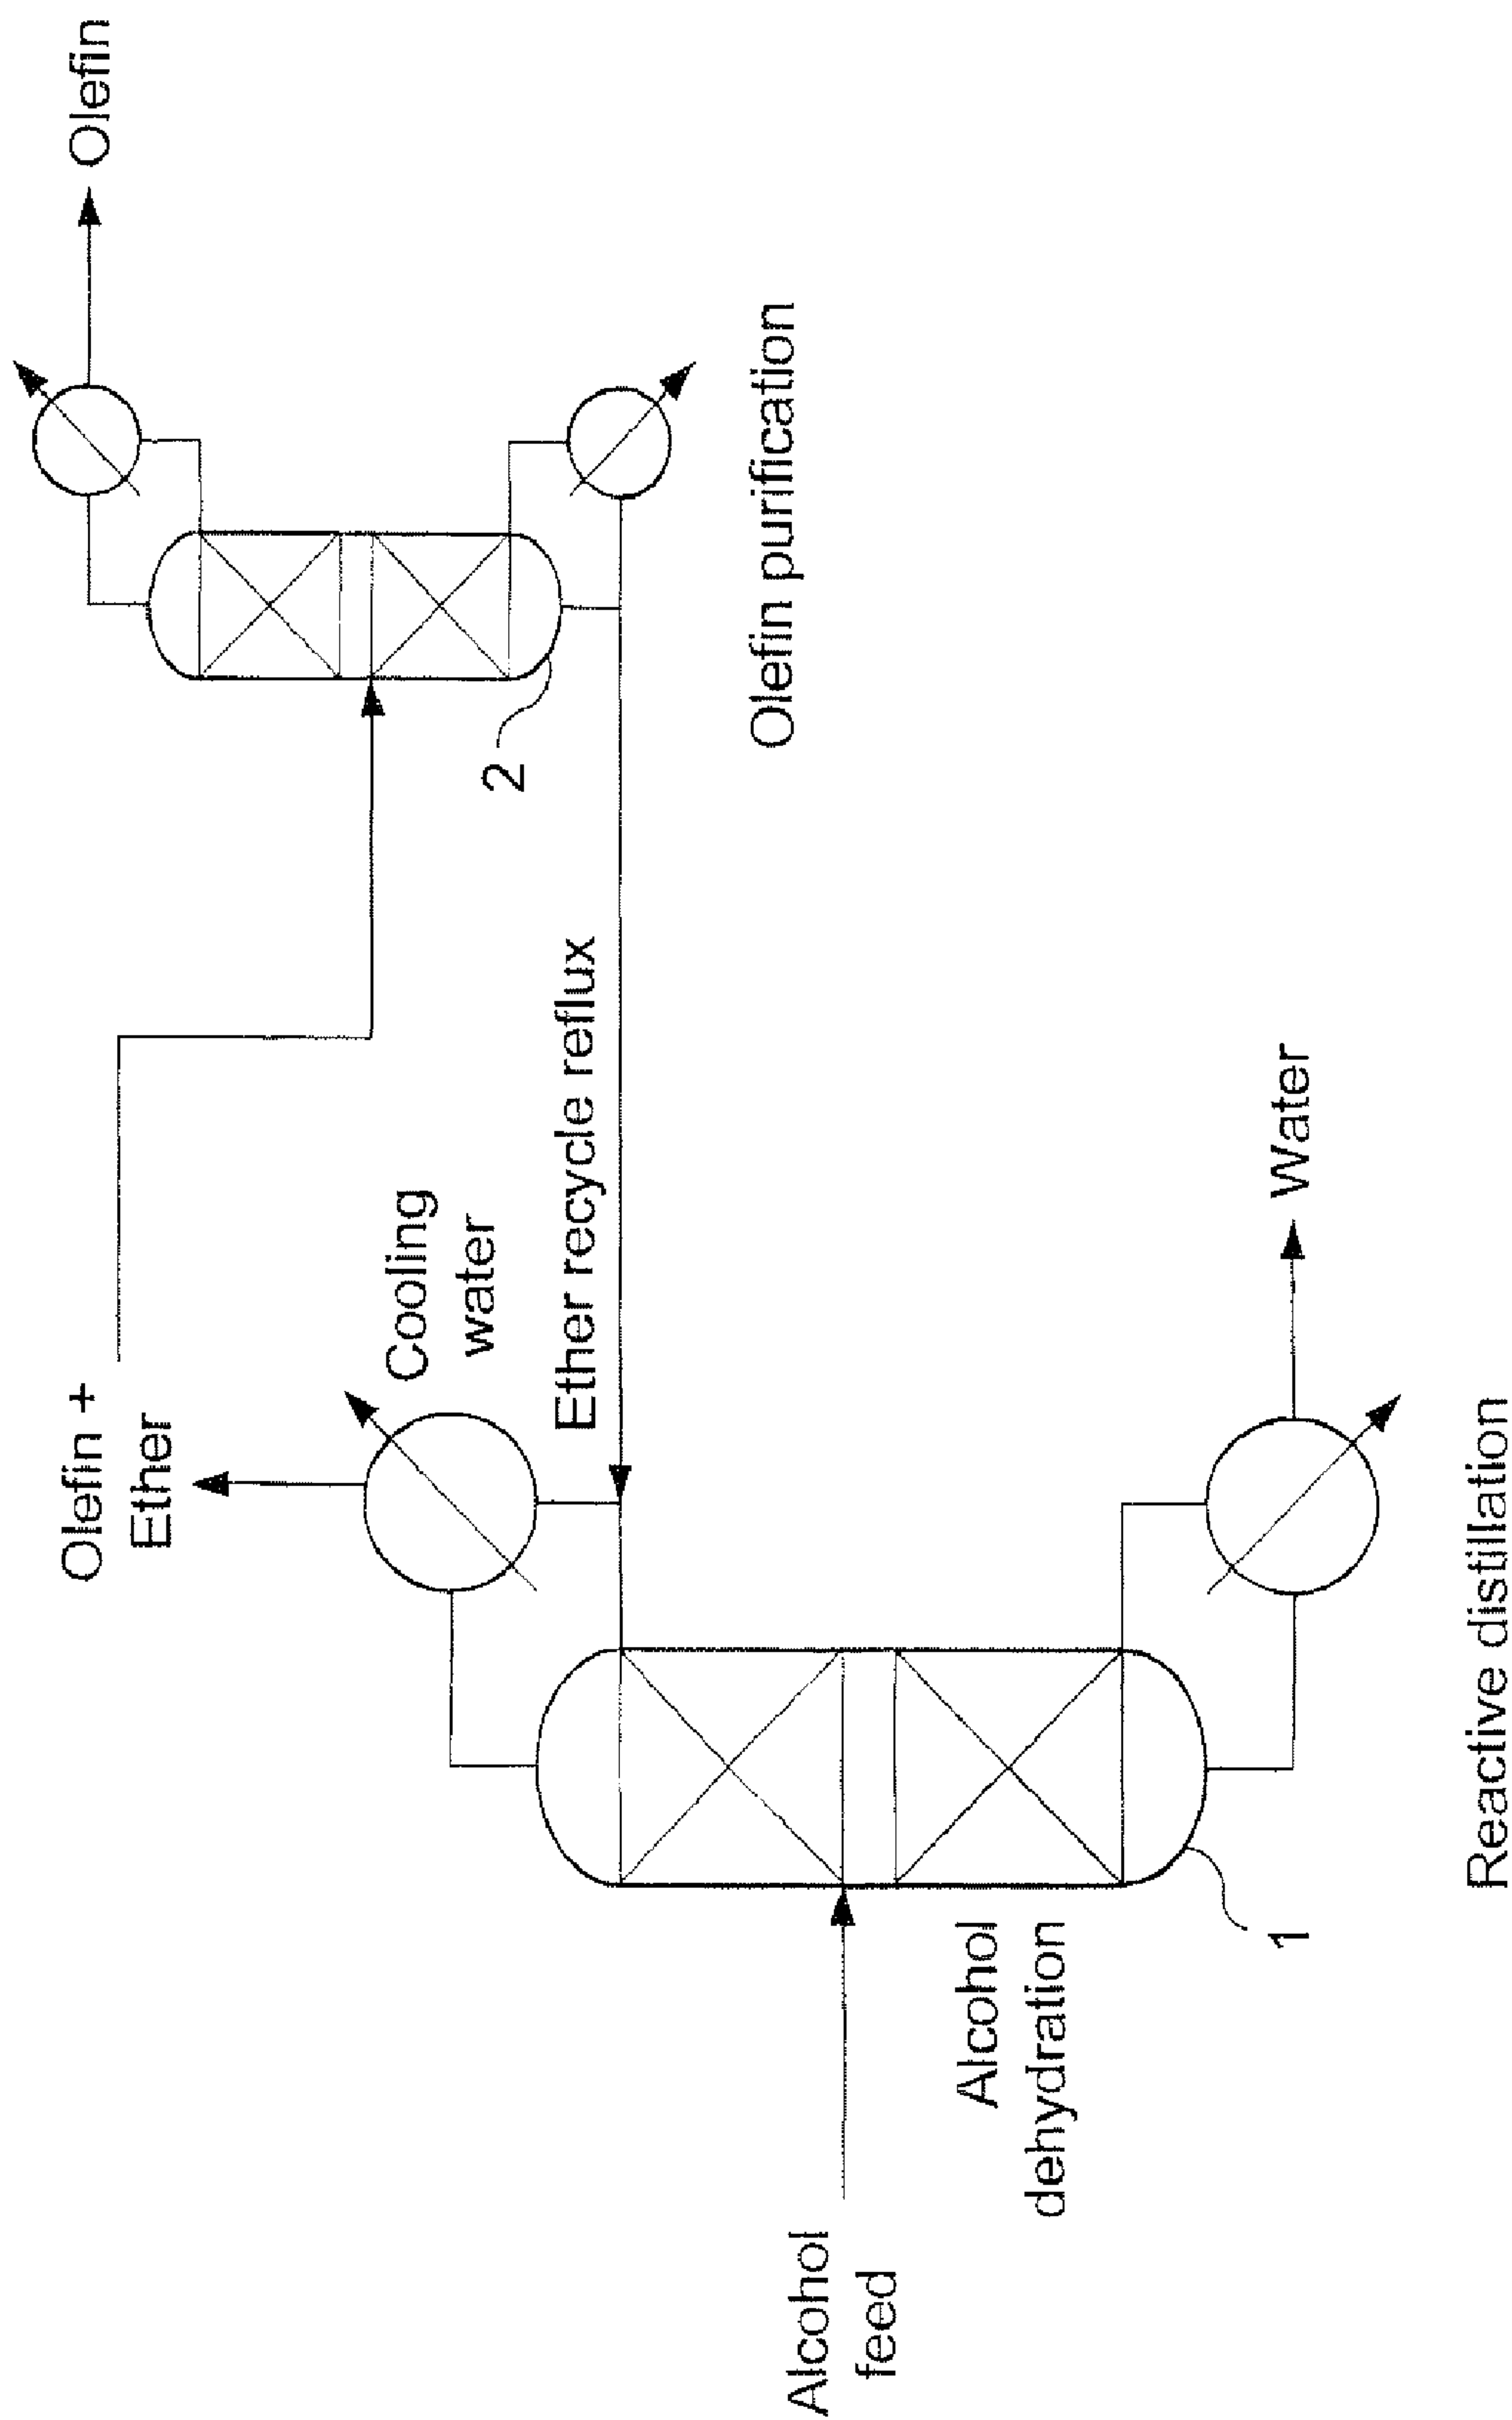 Olefin +
Ether
Olefin
Cooling
water
2
Ether recycle reflux
Olefin purification
Alcohol
feed
Alcohol
dehydration
1
Water
Reactive distillation